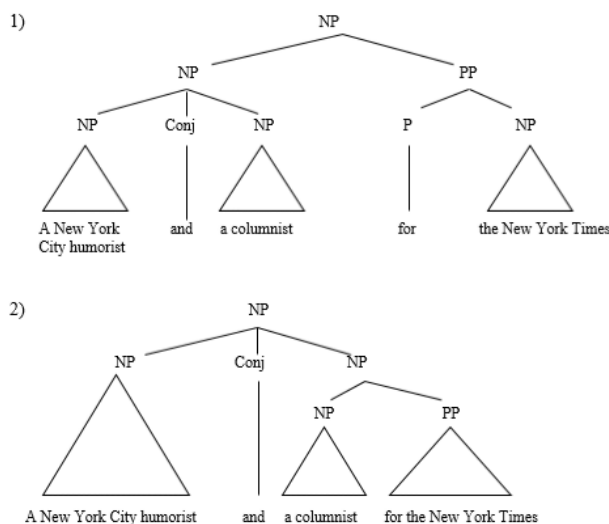 1)
NP
NP PP
NP Conj NP P NP
A New York and a columnist for the New York Times
City humorist
2)
NP
NP Conj NP
NP PP
A New York City humorist and a columnist for the New York Times